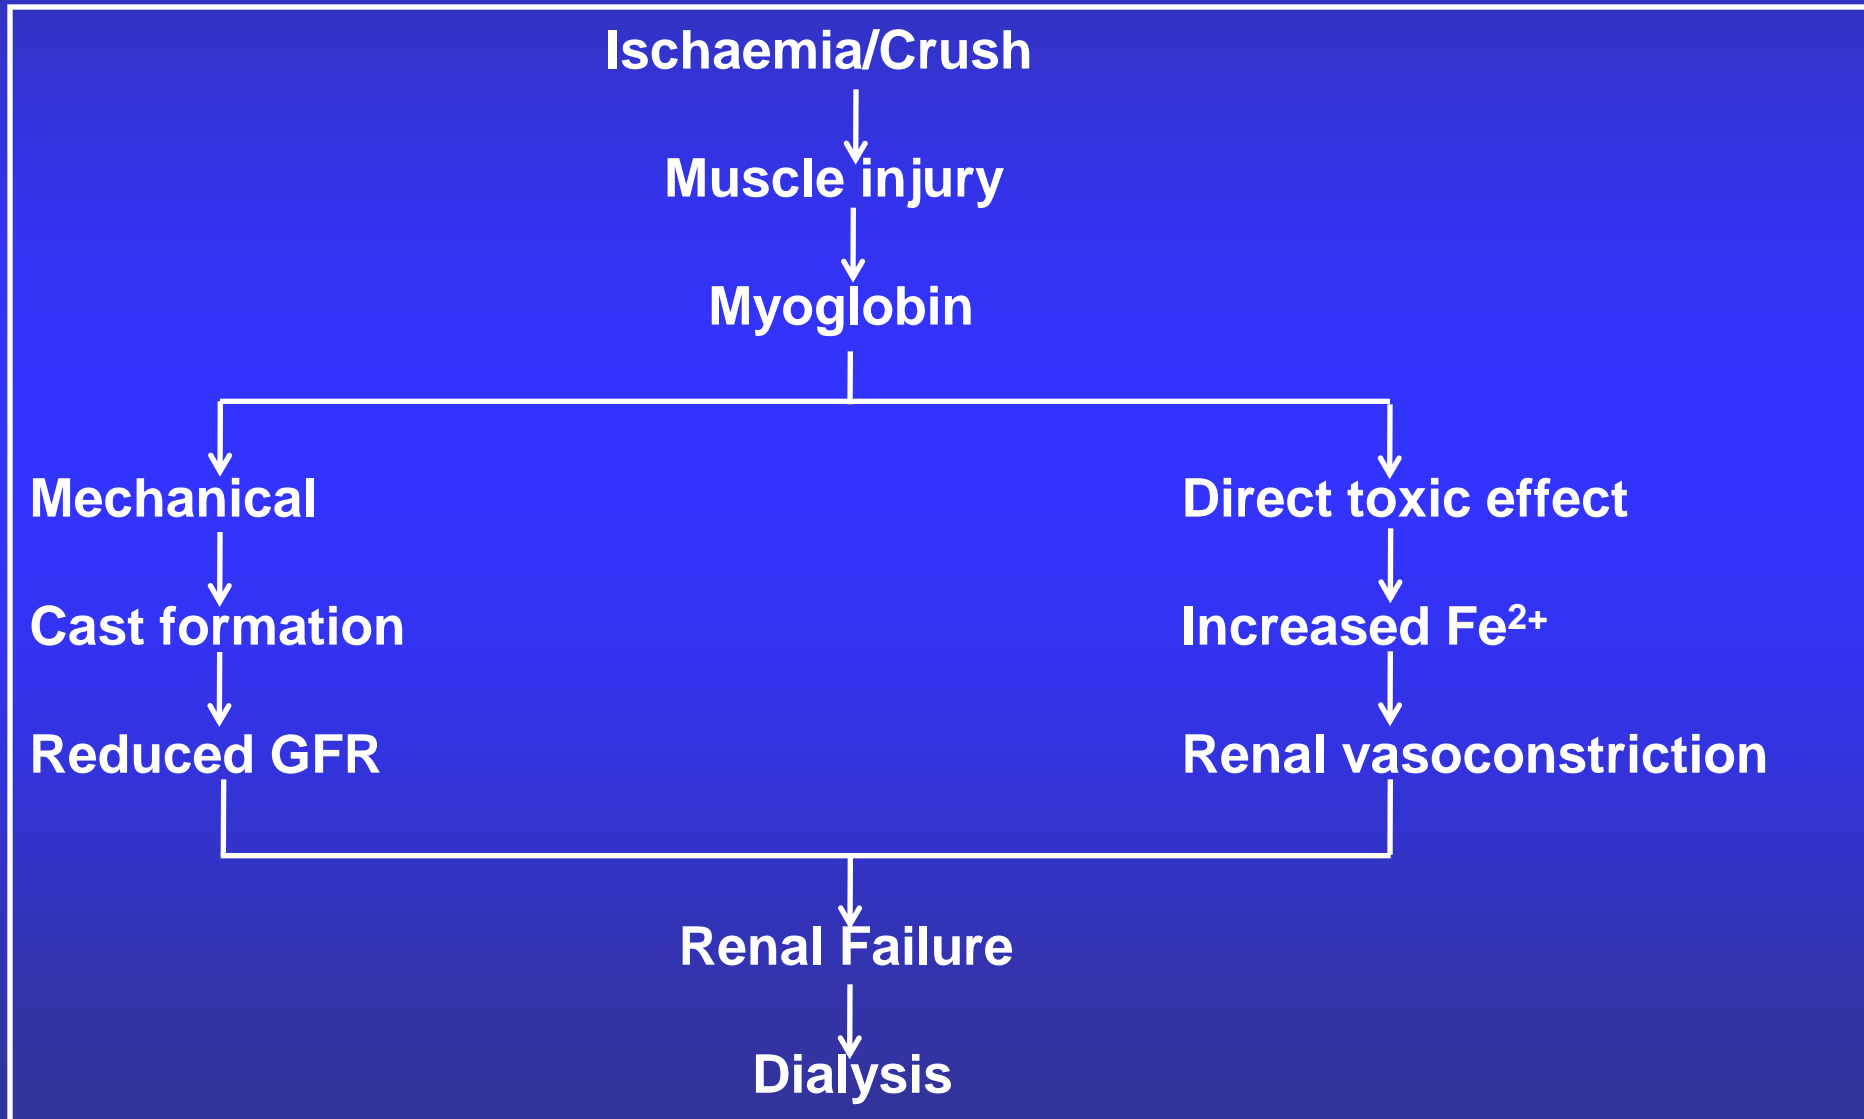 Ischaemia/Crush
Muscle injury
Myoglobin
Mechanical
Direct toxic effect
Cast formation
Increased Fe²⁺
Reduced GFR
Renal vasoconstriction
Renal Failure
Dialysis